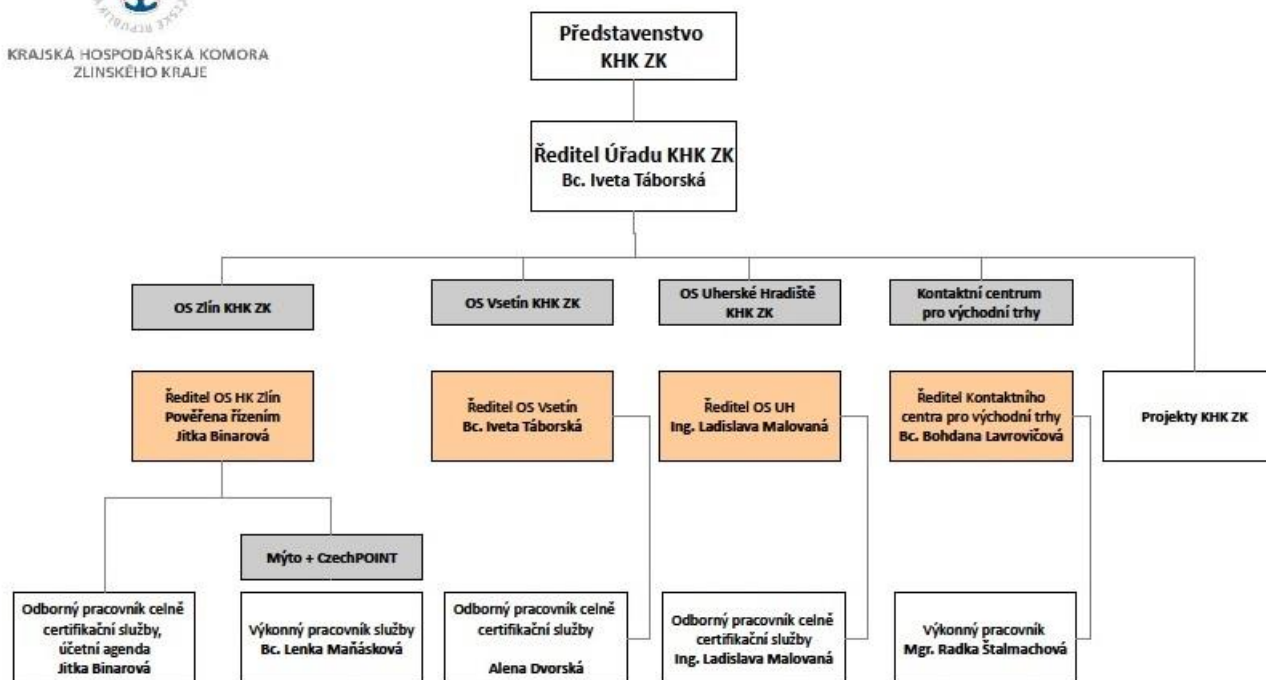 ČESKÉ REPUBLIKY
KRAJSKÁ HOSPODÁŘSKÁ KOMORA
ZLINSKÉHO KRAJE
Představenstvo
KHK ZK
Ředitel Úřadu KHK ZK
Bc. Iveta Táborská
OS Zlín KHK ZK
OS Vsetín KHK ZK
OS Uherské Hradiště
KHK ZK
Kontaktní centrum
pro východní trhy
Ředitel OS HK Zlín
Pověřena řízením
Jitka Binarová
Ředitel OS Vsetín
Bc. Iveta Táborská
Ředitel OS UH
Ing. Ladislava Malovaná
Ředitel Kontaktního
centra pro východní trhy
Bc. Bohdana Lavrovičová
Projekty KHK ZK
Mýto + CzechPOINT
Odborný pracovník celně
certifikační služby,
účetní agenda
Jitka Binarová
Výkonný pracovník služby
Bc. Lenka Maňásková
Odborný pracovník celně
certifikační služby
Alena Dvorská
Odborný pracovník celně
certifikační služby
Ing. Ladislava Malovaná
Výkonný pracovník
Mgr. Radka Štalmachová